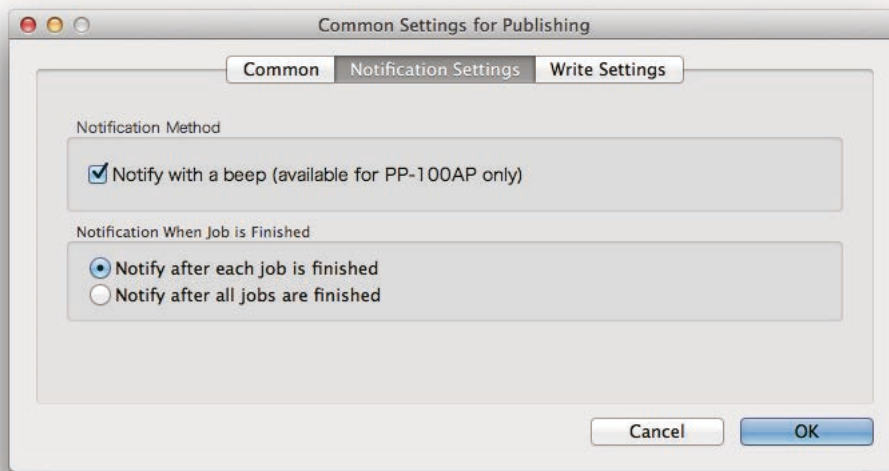 Common Settings for Publishing
Common Notification Settings Write Settings
Notification Method
Notify with a beep (available for PP-100AP only)
Notification When Job is Finished
Notify after each job is finished
Notify after all jobs are finished
Cancel OK